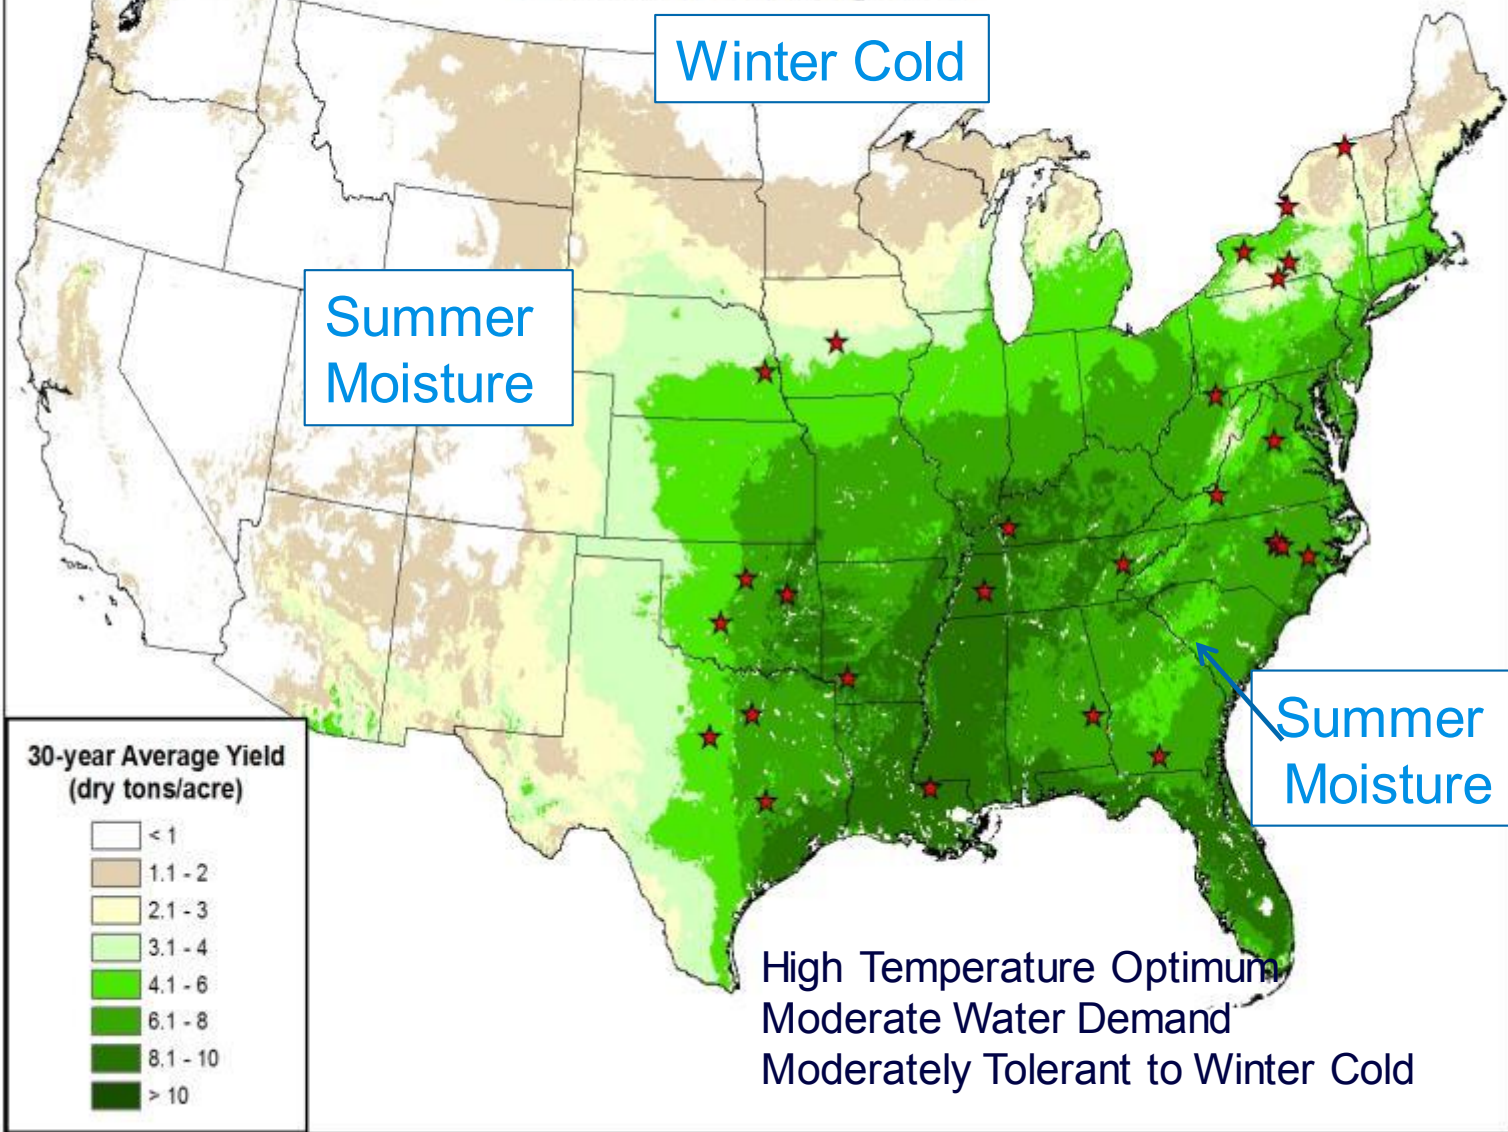 Winter Cold
Summer
Moisture
Summer
Moisture
30-year Average Yield
(dry tons/acre)
< 1
1.1 - 2
2.1 - 3
3.1 - 4
4.1 - 6
6.1 - 8
8.1 - 10
> 10
High Temperature Optimum
Moderate Water Demand
Moderately Tolerant to Winter Cold